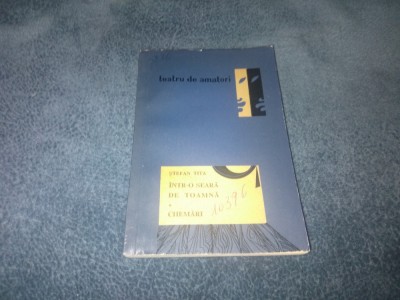 teatru de amatori
ȘTEFAN TITA
ÎNTR-O SEARĂ
DE TOAMNĂ
*
CHEMĂRI